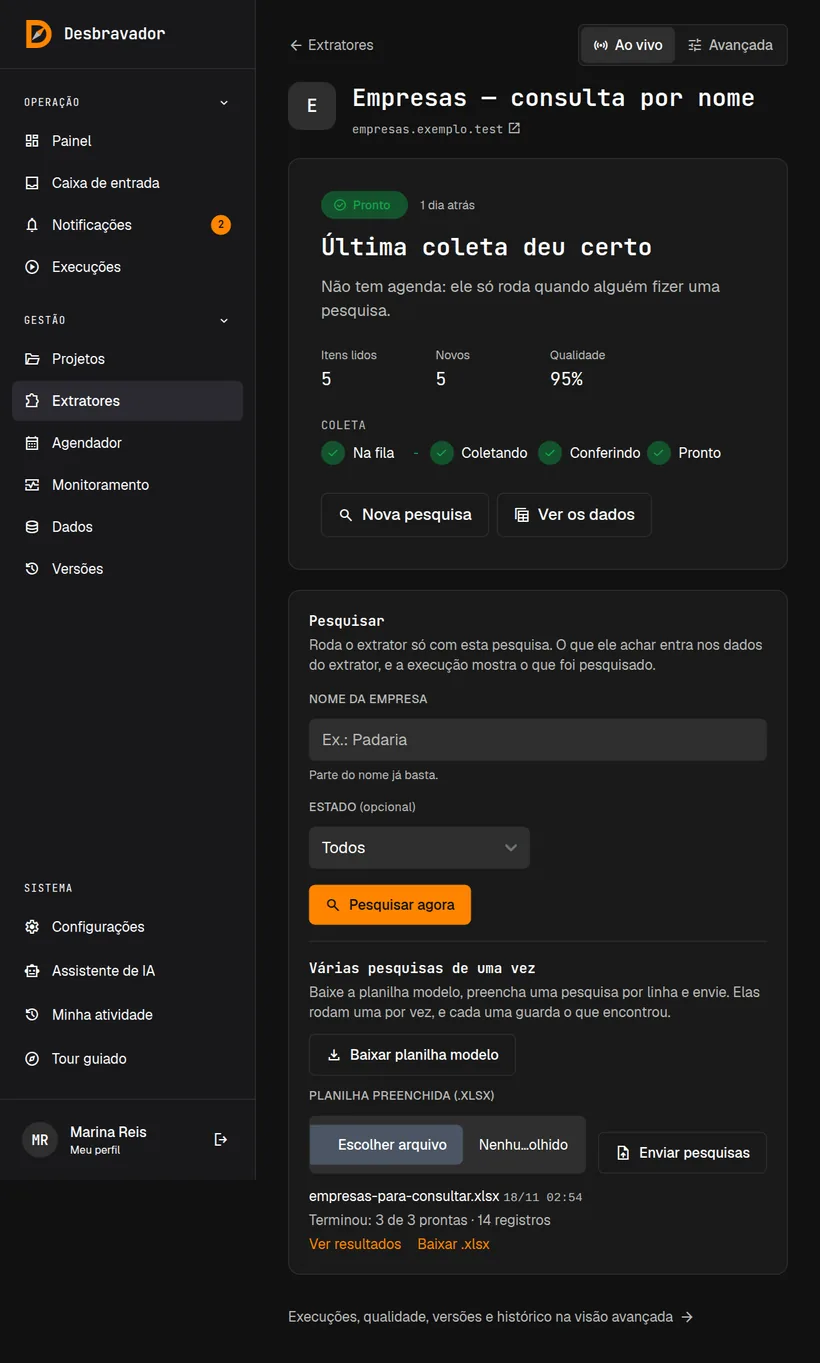 Desbravador
OPERAÇÃO
Painel
Caixa de entrada
Notificações 2
Execuções
GESTÃO
Projetos
Extratores
Agendador
Monitoramento
Dados
Versões
SISTEMA
Configurações
Assistente de IA
Minha atividade
Tour guiado
MR
Marina Reis
Meu perfil
Extratores
Ao vivo
Avançada
E
Empresas — consulta por nome
empresas.exemplo.test
Pronto
1 dia atrás
Última coleta deu certo
Não tem agenda: ele só roda quando alguém fizer uma
pesquisa.
Itens lidos Novos Qualidade
5 5 95%
COLETA
Na fila - Coletando Conferindo Pronto
Nova pesquisa
Ver os dados
Pesquisar
Roda o extrator só com esta pesquisa. O que ele achar entra nos dados
do extrator, e a execução mostra o que foi pesquisado.
NOME DA EMPRESA
Ex.: Padaria
Parte do nome já basta.
ESTADO (opcional)
Todos
Pesquisar agora
Várias pesquisas de uma vez
Baixe a planilha modelo, preencha uma pesquisa por linha e envie. Elas
rodam uma por vez, e cada uma guarda o que encontrou.
Baixar planilha modelo
PLANILHA PREENCHIDA (.XLSX)
Escolher arquivo Nenhu...olhido
Enviar pesquisas
empresas-para-consultar.xlsx 18/11 02:54
Terminou: 3 de 3 prontas · 14 registros
Ver resultados Baixar .xlsx
Execuções, qualidade, versões e histórico na visão avançada